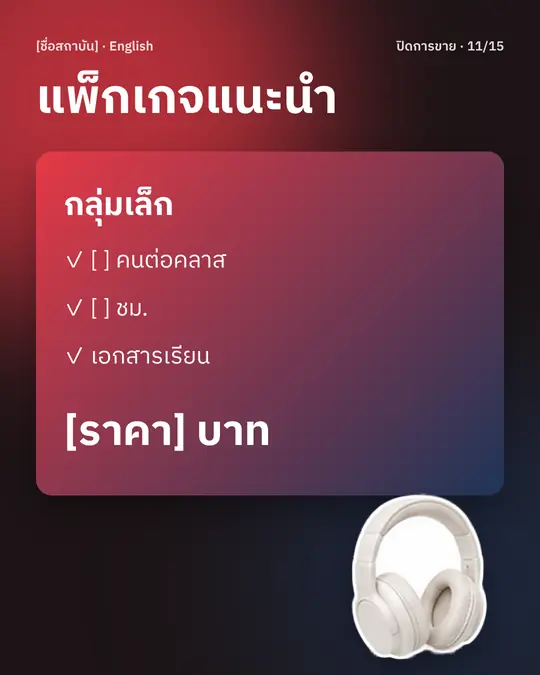 [ชื่อสถาบัน] · English
ปิดการขาย · 11/15
แพ็กเกจแนะนำ
กลุ่มเล็ก
✓ [ ] คนต่อคลาส
✓ [ ] ชม.
✓ เอกสารเรียน
[ราคา] บาท